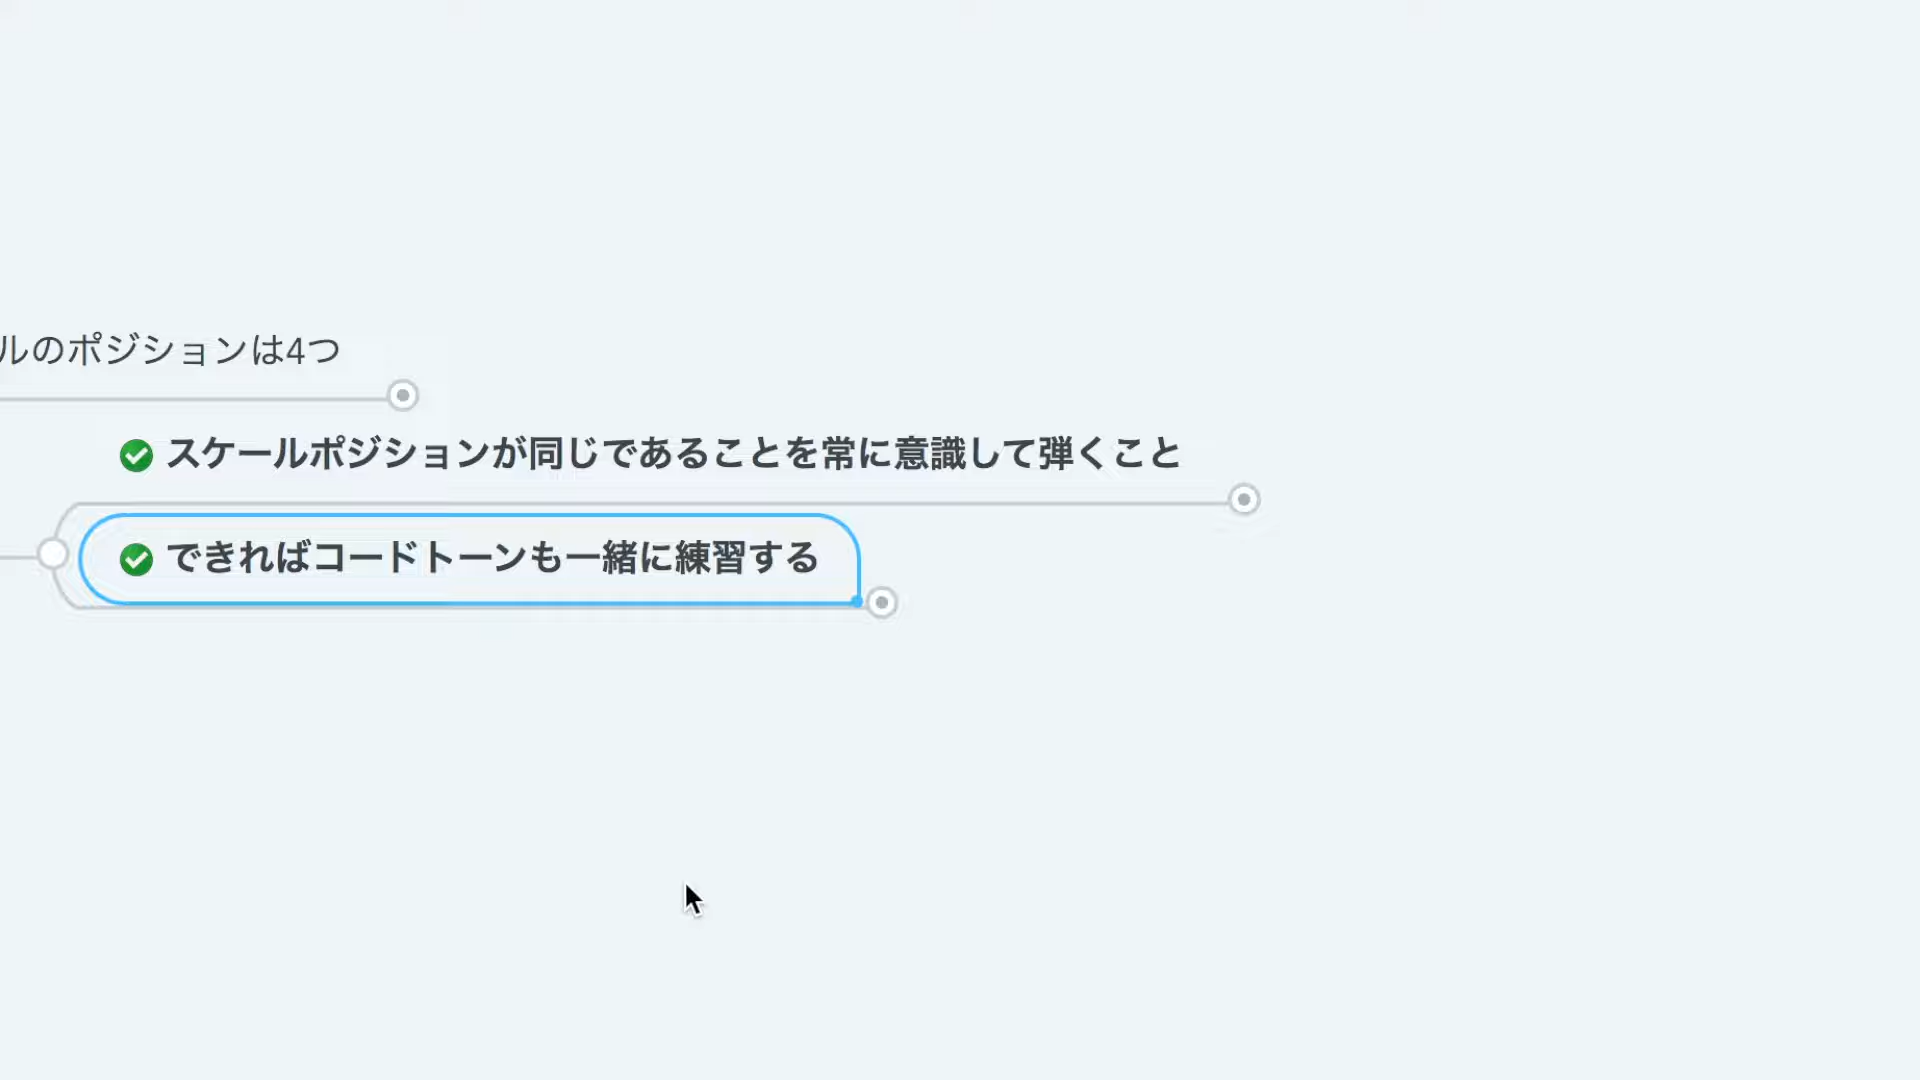 ルのポジションは4つ
スケールポジションが同じであることを常に意識して弾くこと
できればコードトーンも一緒に練習する